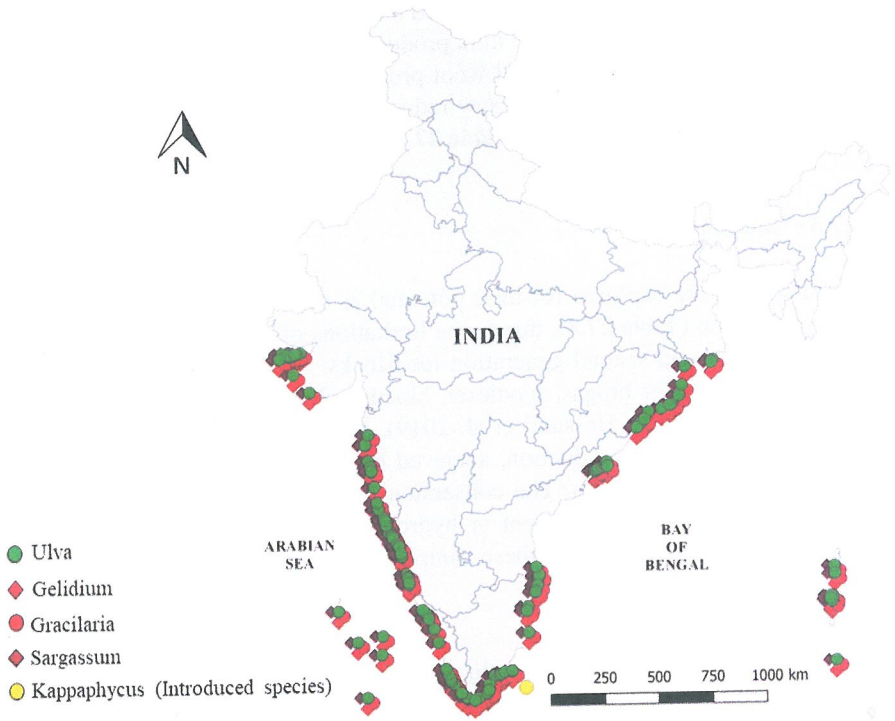 N
INDIA
ARABIAN
SEA
BAY
OF
BENGAL
Ulva
Gelidium
Gracilaria
Sargassum
Kappaphycus (Introduced species)
0 250 500 750 1000 km